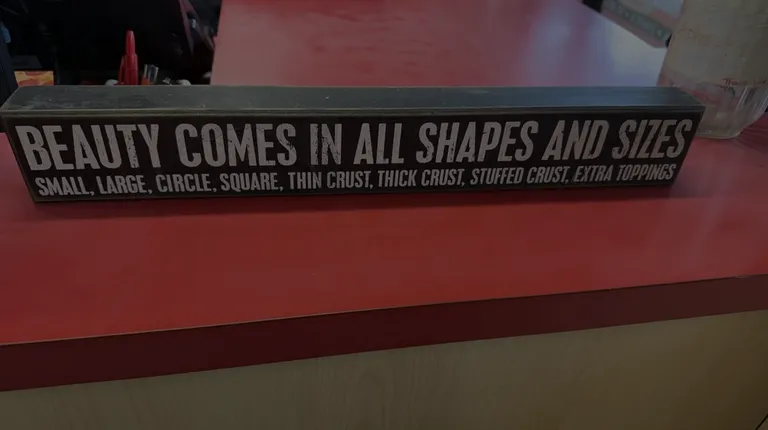 BEAUTY COMES IN ALL SHAPES AND SIZES
SMALL, LARGE, CIRCLE, SQUARE, THIN CRUST, THICK CRUST, STUFFED CRUST, EXTRA TOPPINGS